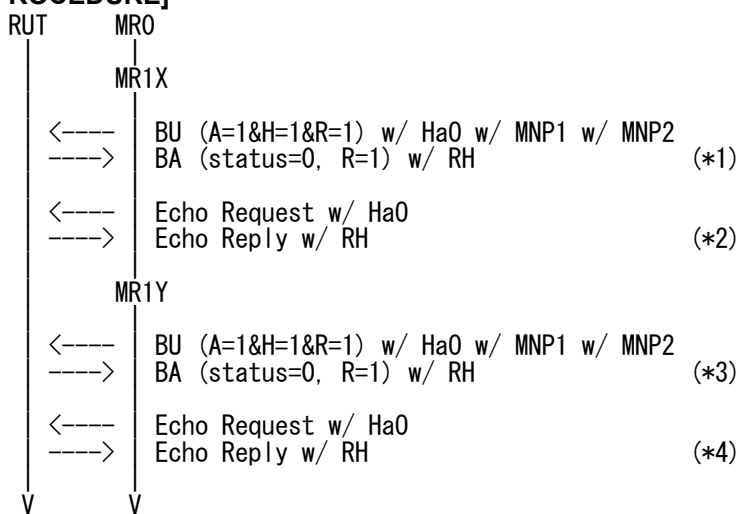 ROCEDURE]
RUT MR0
MR1X
<---- BU (A=1&H=1&R=1) w/ HaO w/ MNP1 w/ MNP2
----> BA (status=0, R=1) w/ RH (*1)
<---- Echo Request w/ HaO
----> Echo Reply w/ RH (*2)
MR1Y
<---- BU (A=1&H=1&R=1) w/ HaO w/ MNP1 w/ MNP2
----> BA (status=0, R=1) w/ RH (*3)
<---- Echo Request w/ HaO
----> Echo Reply w/ RH (*4)
V V